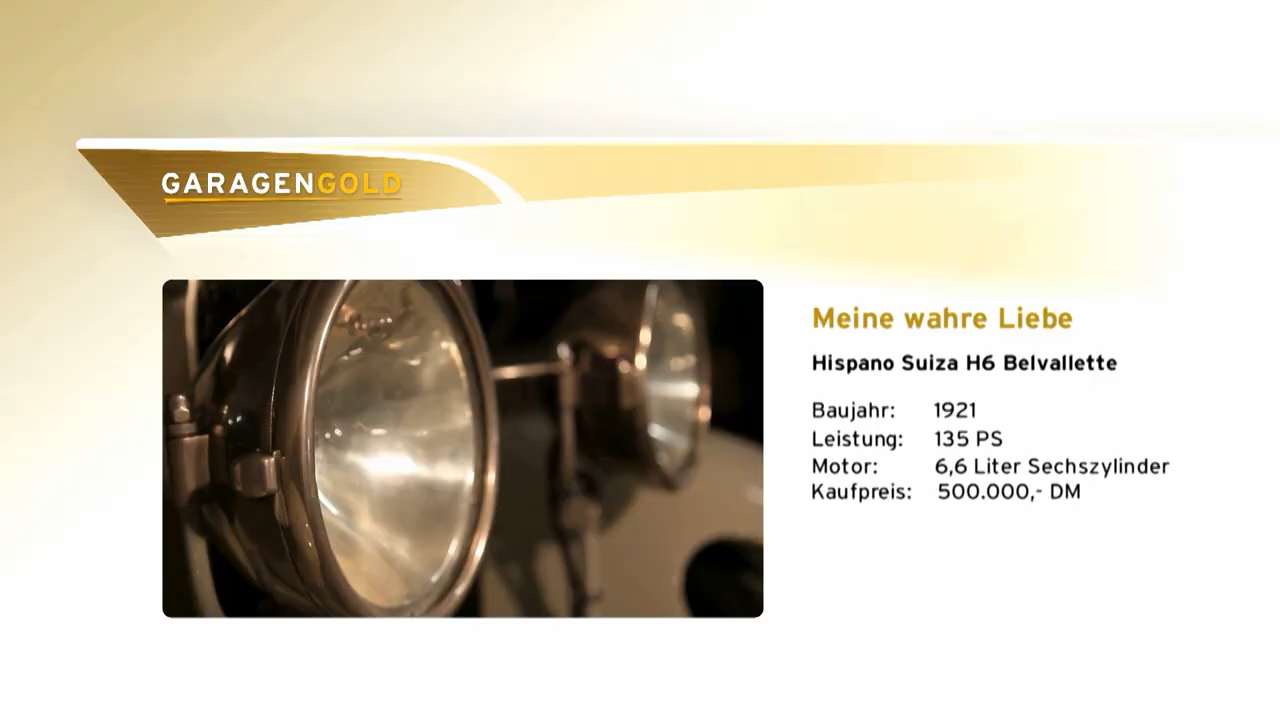 GARAGENGOLD
Meine wahre Liebe
Hispano Suiza H6 Belvallette
Baujahr: 1921
Leistung: 135 PS
Motor: 6,6 Liter Sechszylinder
Kaufpreis: 500.000,- DM